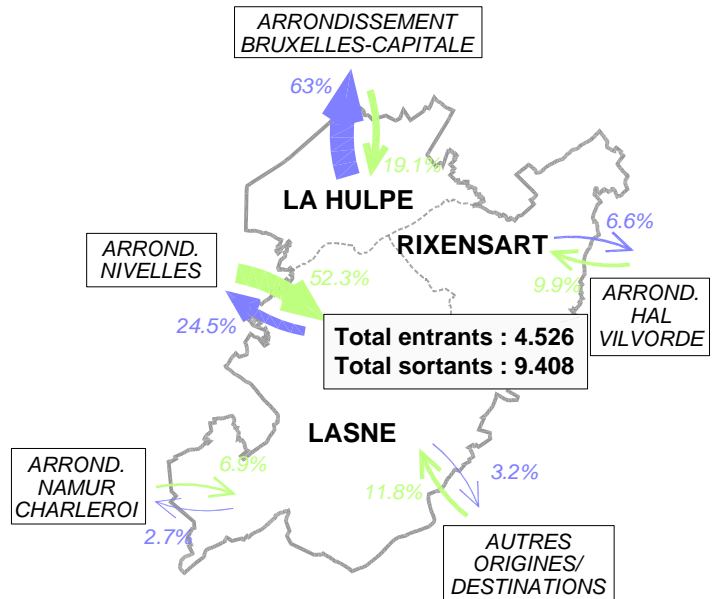 ARRONDISSEMENT
BRUXELLES-CAPITALE
63%
19.1%
LA HULPE
RIXENSART
6.6%
ARROND.
NIVELLES
52.3%
9.9%
ARROND.
HAL
VILVORDE
24.5%
Total entrants : 4.526
Total sortants : 9.408
LASNE
ARROND.
NAMUR
CHARLEROI
6.9%
3.2%
11.8%
2.7%
AUTRES
ORIGINES/
DESTINATIONS